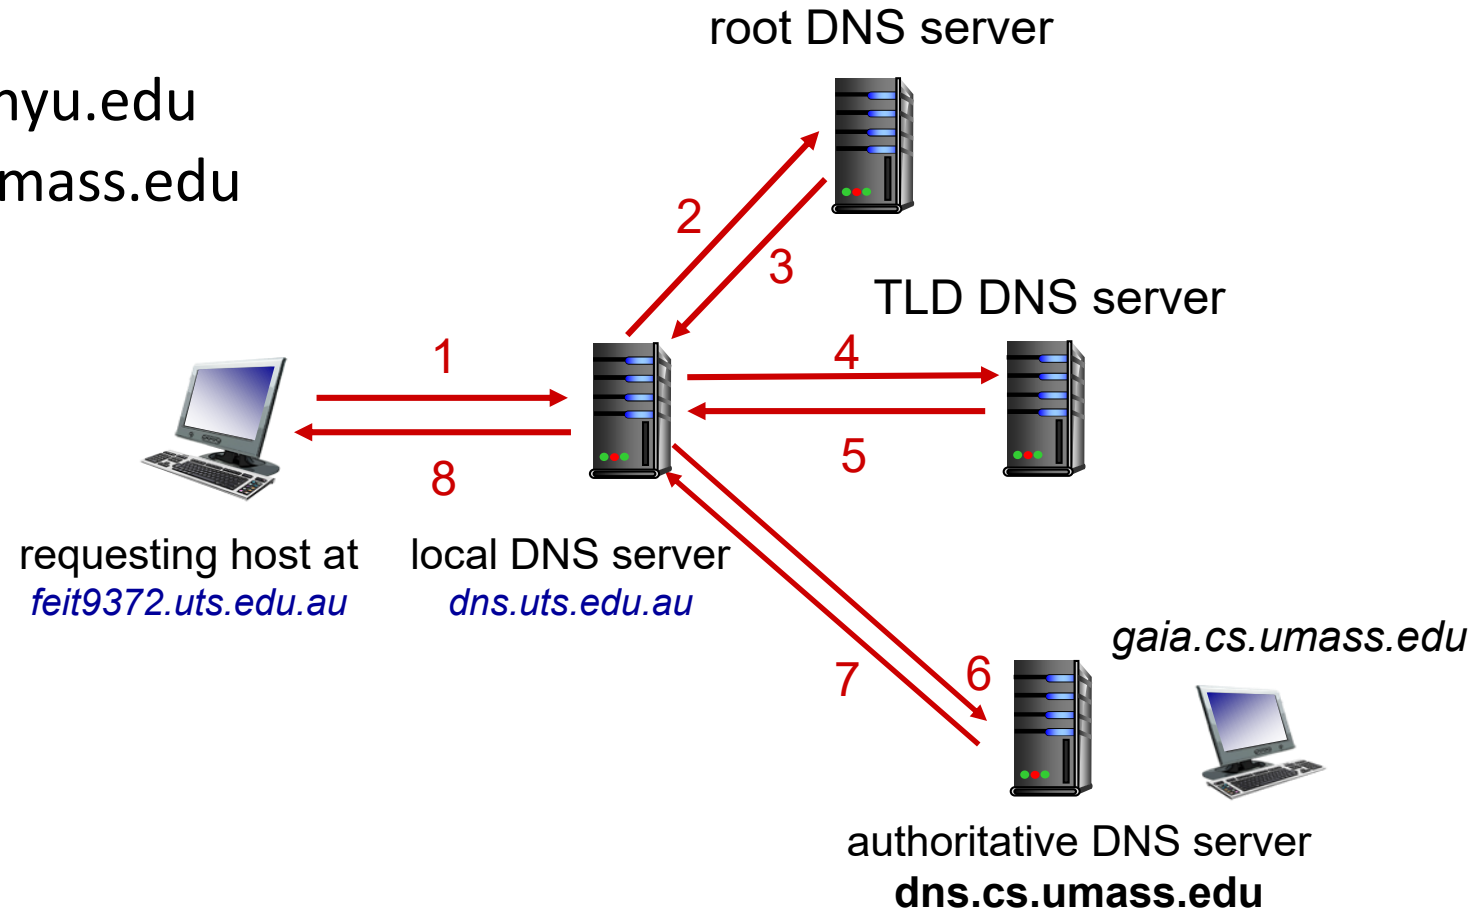 root DNS server
nyu.edu
mass.edu
2
3
TLD DNS server
1
4
8
5
requesting host at
feit9372.uts.edu.au
local DNS server
dns.uts.edu.au
gaia.cs.umass.edu
7
6
authoritative DNS server
dns.cs.umass.edu